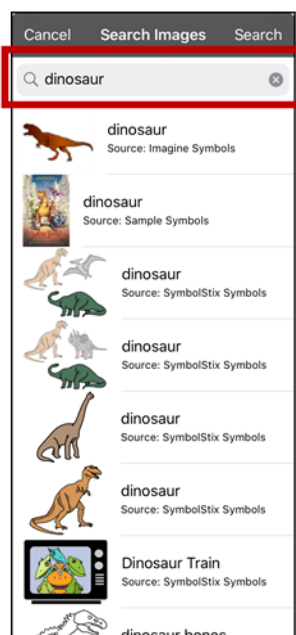 Cancel Search Images Search
dinosaur
dinosaur
Source: Imagine Symbols
dinosaur
Source: Sample Symbols
dinosaur
Source: SymbolStix Symbols
dinosaur
Source: SymbolStix Symbols
dinosaur
Source: SymbolStix Symbols
dinosaur
Source: SymbolStix Symbols
Dinosaur Train
Source: SymbolStix Symbols
dinosaur bones